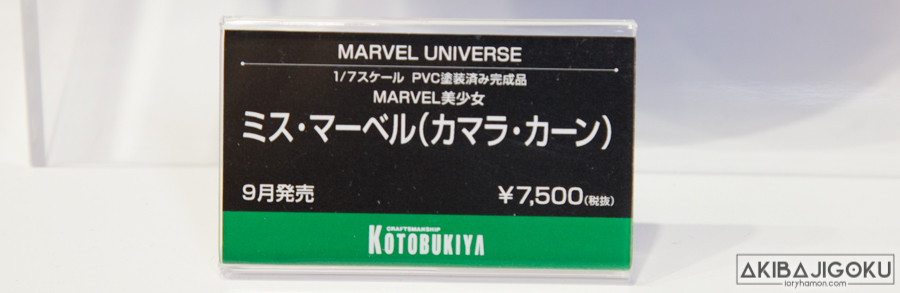 MARVEL UNIVERSE
1/7スケール PVC塗装済み完成品
MARVEL美少女
ミス・マーベル(カマラ・カーン)
9月発売 ¥7,500(税抜)
CRAFTSMANSHIP
KOTOBUKIYA
AKIBAJIGOKU
ioryhamon.com